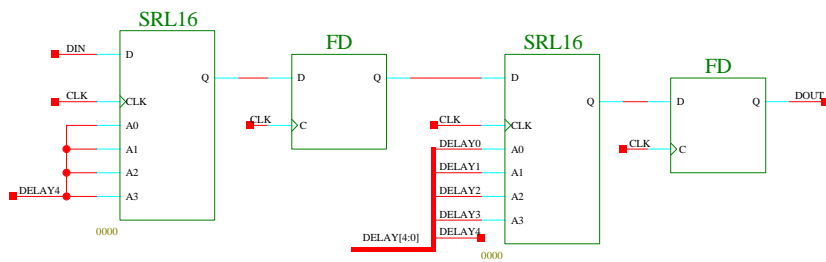 SRL16
FD
SRL16
FD
DIN
D
Q
D
Q
D
Q
D
Q
DOUT
CLK
CLK
CLK
C
CLK
CLK
CLK
C
A0
A1
A2
A3
DELAY4
0000
DELAY0
A0
DELAY1
A1
DELAY2
A2
DELAY3
A3
DELAY4
DELAY[4:0]
0000